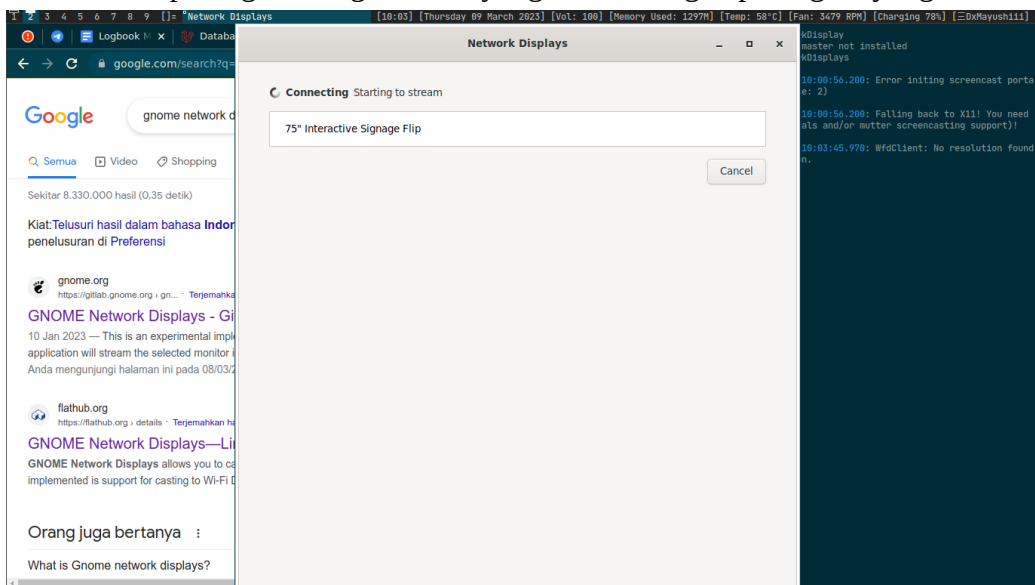 1 2 3 4 5 6 7 8 9 []= Network Displays [10:03] [Thursday 09 March 2023] [Vol: 100] [Memory Used: 1297M] [Temp: 58°C] [Fan: 3479 RPM] [Charging 78%] [DxMayushiii]
Logbook M
Databa
google.com/search?q=
Google
gnome network d
Semua Video Shopping
Sekitar 8.330.000 hasil (0,35 detik)
Kiat:Telusuri hasil dalam bahasa Indor
penelusuran di Preferensi
gnome.org
https://gitlab.gnome.org › gn... · Terjemahka
GNOME Network Displays - Gi
10 Jan 2023 — This is an experimental imple
application will stream the selected monitor i
Anda mengunjungi halaman ini pada 08/03/2
flathub.org
https://flathub.org › details · Terjemahkan ha
GNOME Network Displays—Li
GNOME Network Displays allows you to ca
implemented is support for casting to Wi-Fi D
Orang juga bertanya
What is Gnome network displays?
Network Displays
Connecting Starting to stream
75" Interactive Signage Flip
Cancel
kDisplay
master not installed
kDisplays
10:00:56.200: Error initing screencast porta
e: 2)
10:00:56.200: Falling back to X11! You need
als and/or mutter screencasting support)!
10:03:45.970: WfdClient: No resolution found
n.